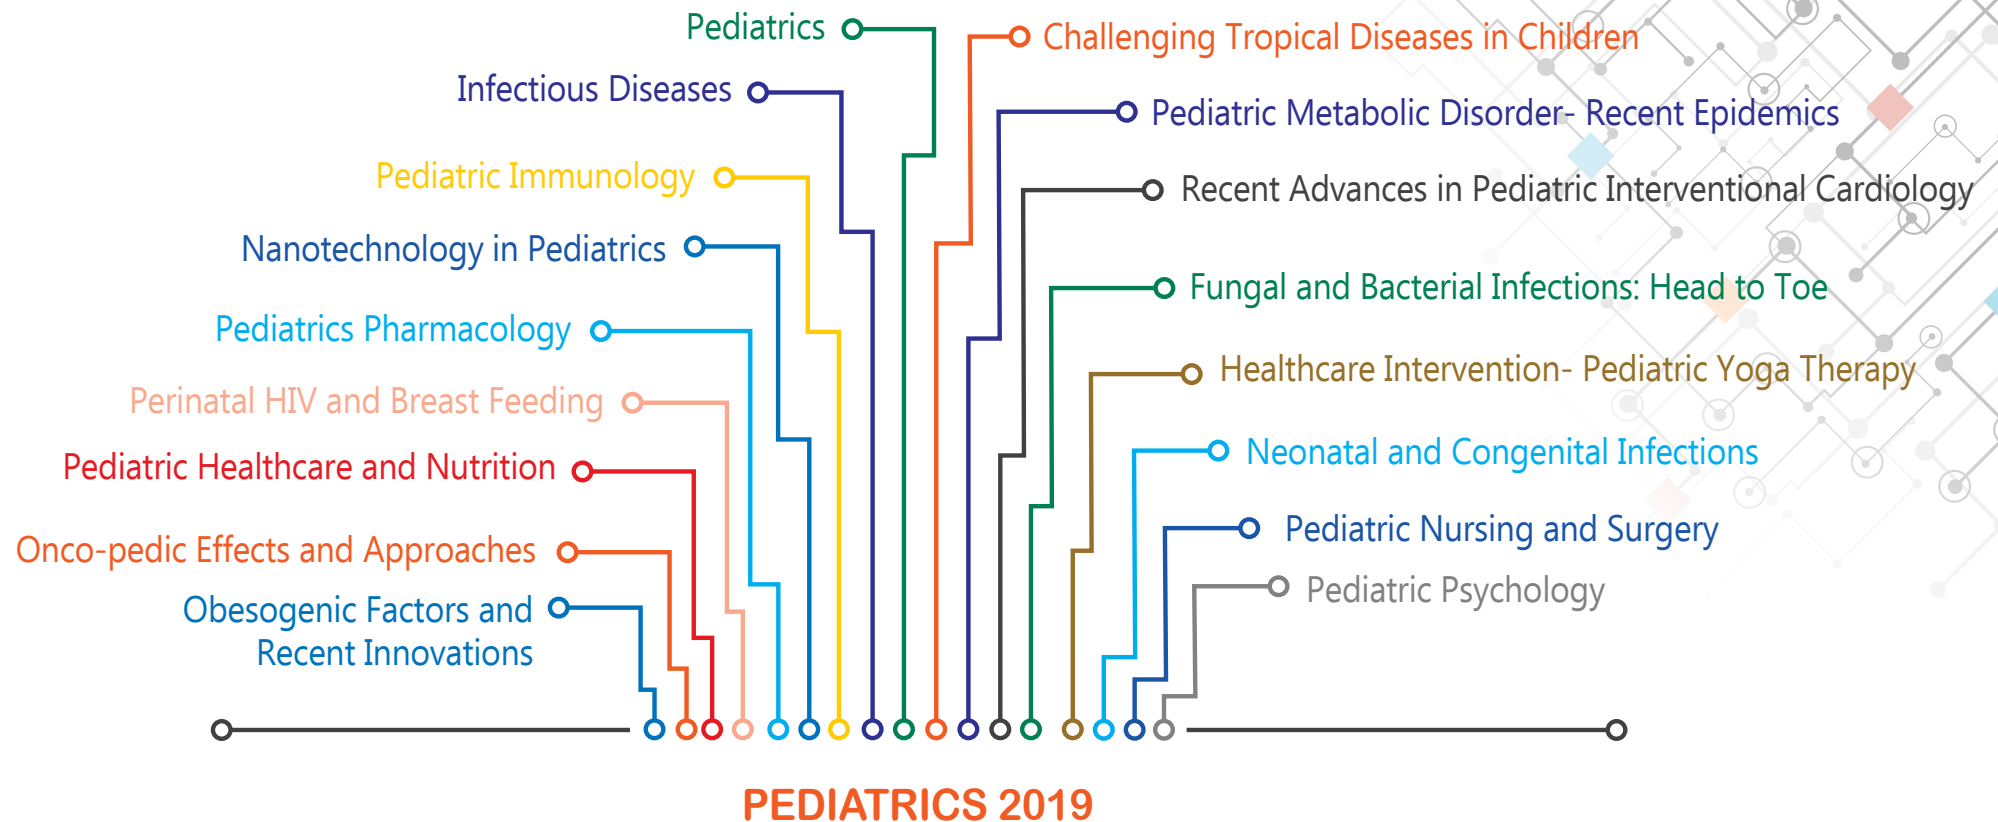 Pediatrics
Infectious Diseases
Pediatric Immunology
Nanotechnology in Pediatrics
Pediatrics Pharmacology
Perinatal HIV and Breast Feeding
Pediatric Healthcare and Nutrition
Onco-pedic Effects and Approaches
Obesogenic Factors and
Recent Innovations
Challenging Tropical Diseases in Children
Pediatric Metabolic Disorder- Recent Epidemics
Recent Advances in Pediatric Interventional Cardiology
Fungal and Bacterial Infections: Head to Toe
Healthcare Intervention- Pediatric Yoga Therapy
Neonatal and Congenital Infections
Pediatric Nursing and Surgery
Pediatric Psychology
PEDIATRICS 2019